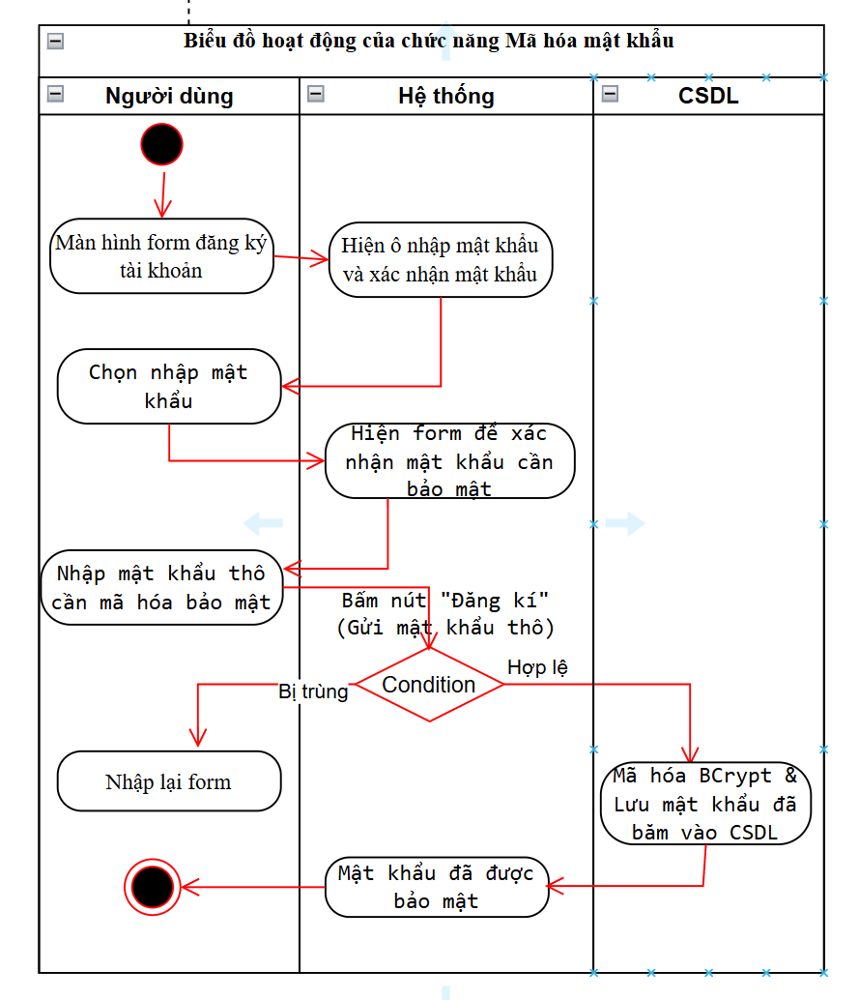 Biểu đồ hoạt động của chức năng Mã hóa mật khẩu
Người dùng
Hệ thống
CSDL
Màn hình form đăng ký
tài khoản
Hiện ô nhập mật khẩu
và xác nhận mật khẩu
Chọn nhập mật
khẩu
Hiện form để xác
nhận mật khẩu cần
bảo mật
Nhập mật khẩu thô
cần mã hóa bảo mật
Bấm nút "Đăng kí"
(Gửi mật khẩu thô)
Condition
Hợp lệ
Bị trùng
Nhập lại form
Mã hóa BCrypt &
Lưu mật khẩu đã
băm vào CSDL
Mật khẩu đã được
bảo mật